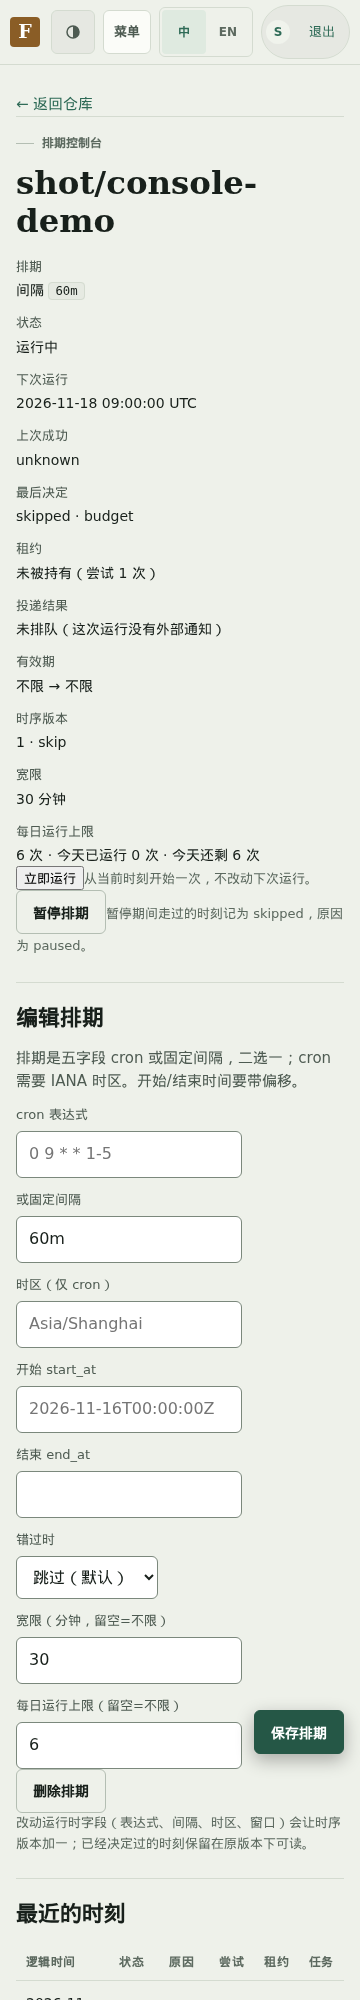 F 菜单 中 EN S 退出
← 返回仓库
排期控制台
shot/console-
demo
排期
间隔 60m
状态
运行中
下次运行
2026-11-18 09:00:00 UTC
上次成功
unknown
最后决定
skipped · budget
租约
未被持有（尝试 1 次）
投递结果
未排队（这次运行没有外部通知）
有效期
不限 → 不限
时序版本
1 · skip
宽限
30 分钟
每日运行上限
6 次 · 今天已运行 0 次 · 今天还剩 6 次
立即运行 从当前时刻开始一次，不改动下次运行。
暂停排期 暂停期间走过的时刻记为 skipped，原因
为 paused。
编辑排期
排期是五字段 cron 或固定间隔，二选一；cron
需要 IANA 时区。开始/结束时间要带偏移。
cron 表达式
0 9 * * 1-5
或固定间隔
60m
时区（仅 cron）
Asia/Shanghai
开始 start_at
2026-11-16T00:00:00Z
结束 end_at
错过时
跳过（默认）
宽限（分钟，留空=不限）
30
每日运行上限（留空=不限）
6 保存排期
删除排期
改动运行时字段（表达式、间隔、时区、窗口）会让时序
版本加一；已经决定过的时刻保留在原版本下可读。
最近的时刻
逻辑时间 状态 原因 尝试 租约 任务
2026-11-